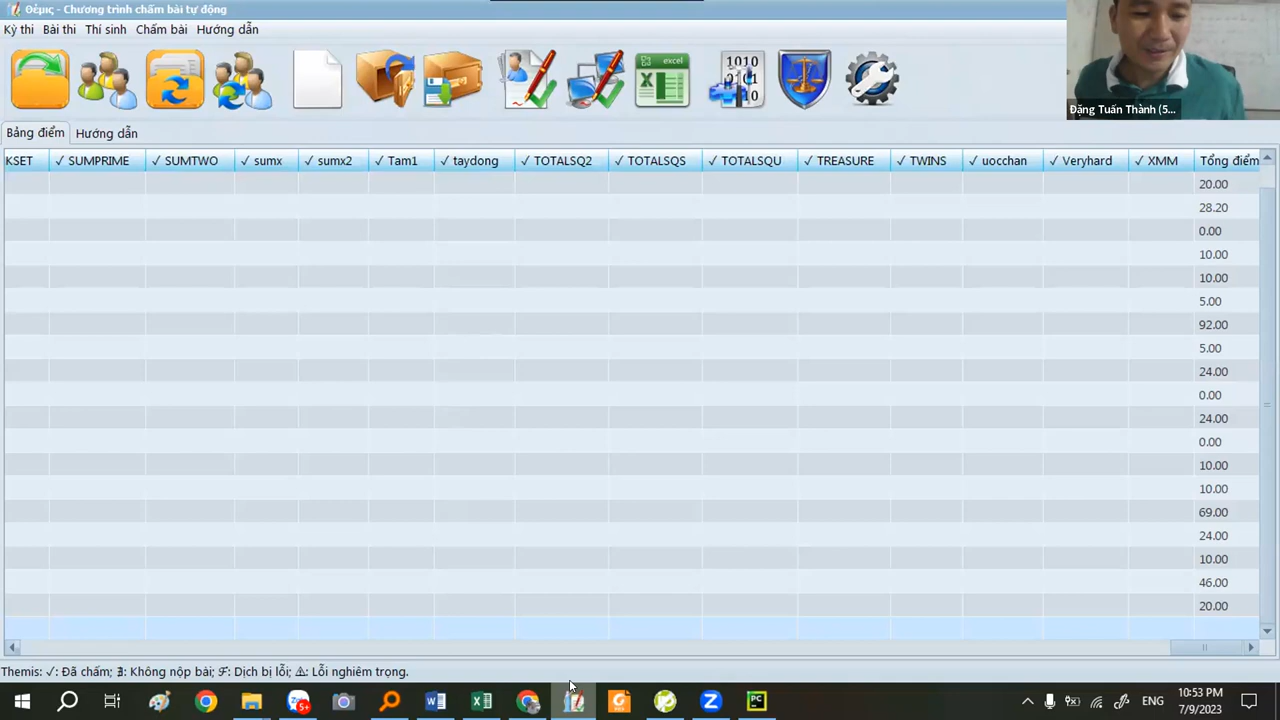 Θέμις - Chương trình chấm bài tự động
Kỳ thi Bài thi Thí sinh Chấm bài Hướng dẫn
excel
1010
0
Đặng Tuấn Thành (5...
Bảng điểm Hướng dẫn
KSET ✓ SUMPRIME ✓ SUMTWO ✓ sumx ✓ sumx2 ✓ Tam1 ✓ taydong ✓ TOTALSQ2 ✓ TOTALSQS ✓ TOTALSQU ✓ TREASURE ✓ TWINS ✓ uocchan ✓ Veryhard ✓ XMM Tổng điểm
20.00
28.20
0.00
10.00
10.00
5.00
92.00
5.00
24.00
0.00
24.00
0.00
10.00
10.00
69.00
24.00
10.00
46.00
20.00
Themis: ✓: Đã chấm; ∃: Không nộp bài; Ƒ: Dịch bị lỗi; ⚠: Lỗi nghiêm trọng.
5+
PC
ENG
10:53 PM
7/9/2023